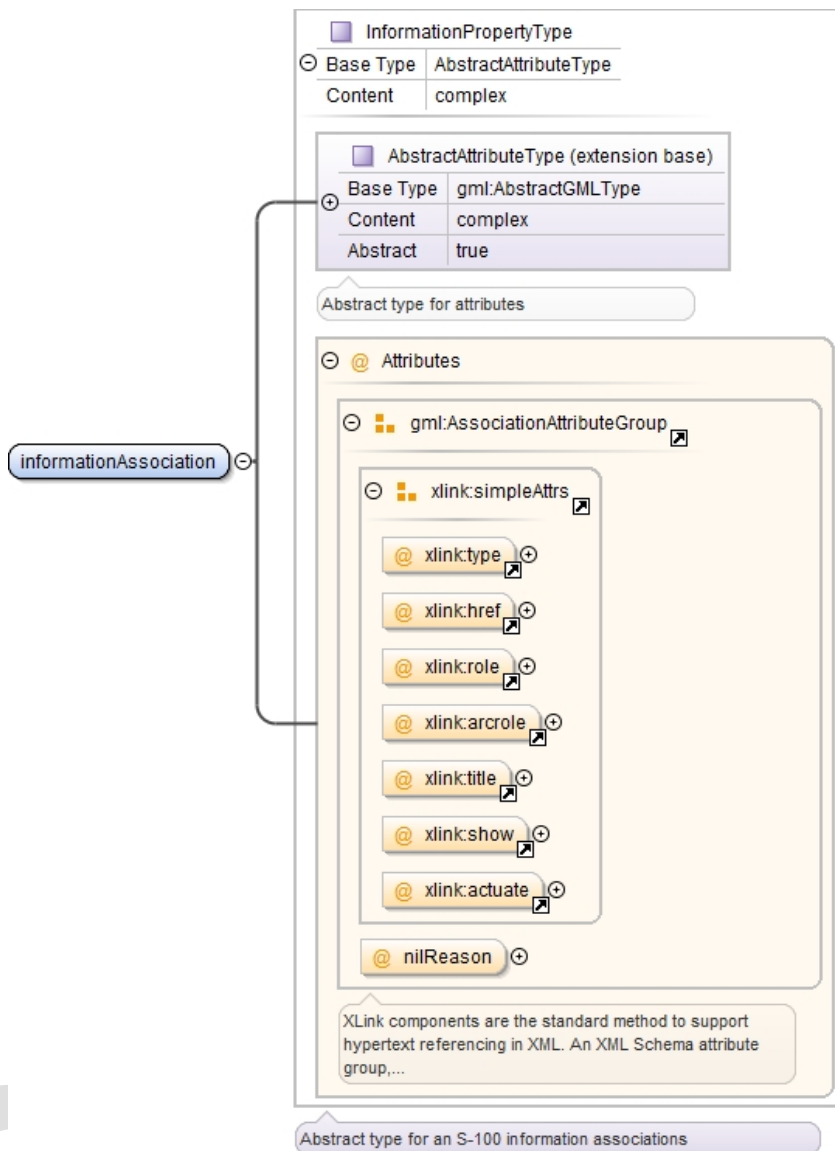 InformationPropertyType
Base Type AbstractAttributeType
Content complex
AbstractAttributeType (extension base)
Base Type gml:AbstractGMLType
Content complex
Abstract true
Abstract type for attributes
@ Attributes
gml:AssociationAttributeGroup
informationAssociation
xlink:simpleAttrs
@ xlink:type
@ xlink:href
@ xlink:role
@ xlink:arcrole
@ xlink:title
@ xlink:show
@ xlink:actuate
@ nilReason
XLink components are the standard method to support
hypertext referencing in XML. An XML Schema attribute
group,...
Abstract type for an S-100 information associations